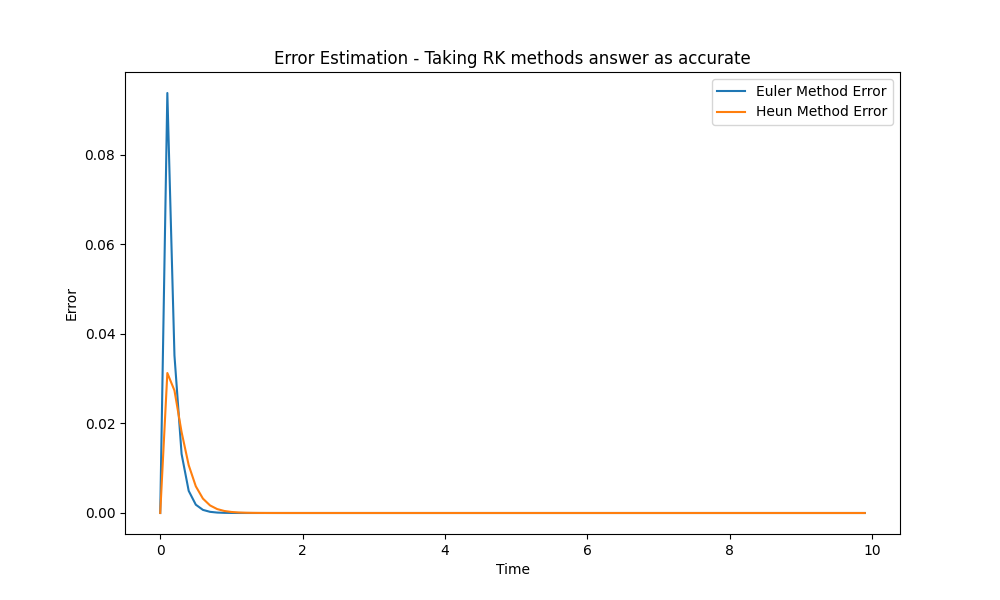 Error Estimation - Taking RK methods answer as accurate
Euler Method Error
Heun Method Error
Error
0.08
0.06
0.04
0.02
0.00
0 2 4 6 8 10
Time